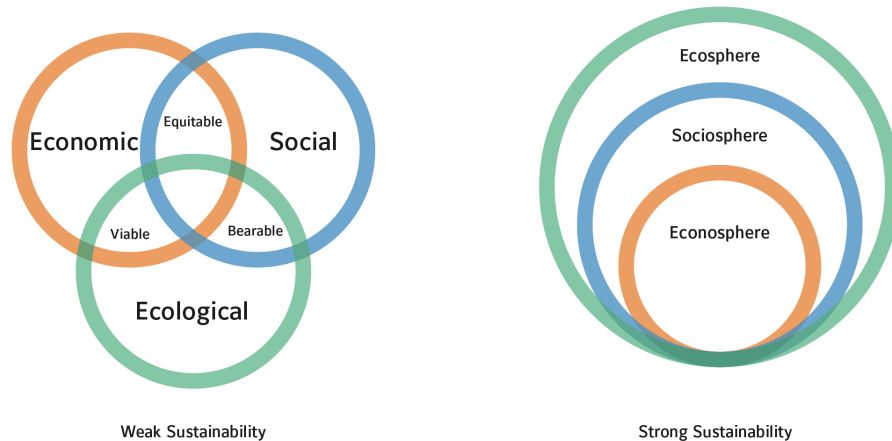 Economic
Equitable
Social
Viable
Bearable
Ecological
Weak Sustainability
Ecosphere
Sociosphere
Econosphere
Strong Sustainability